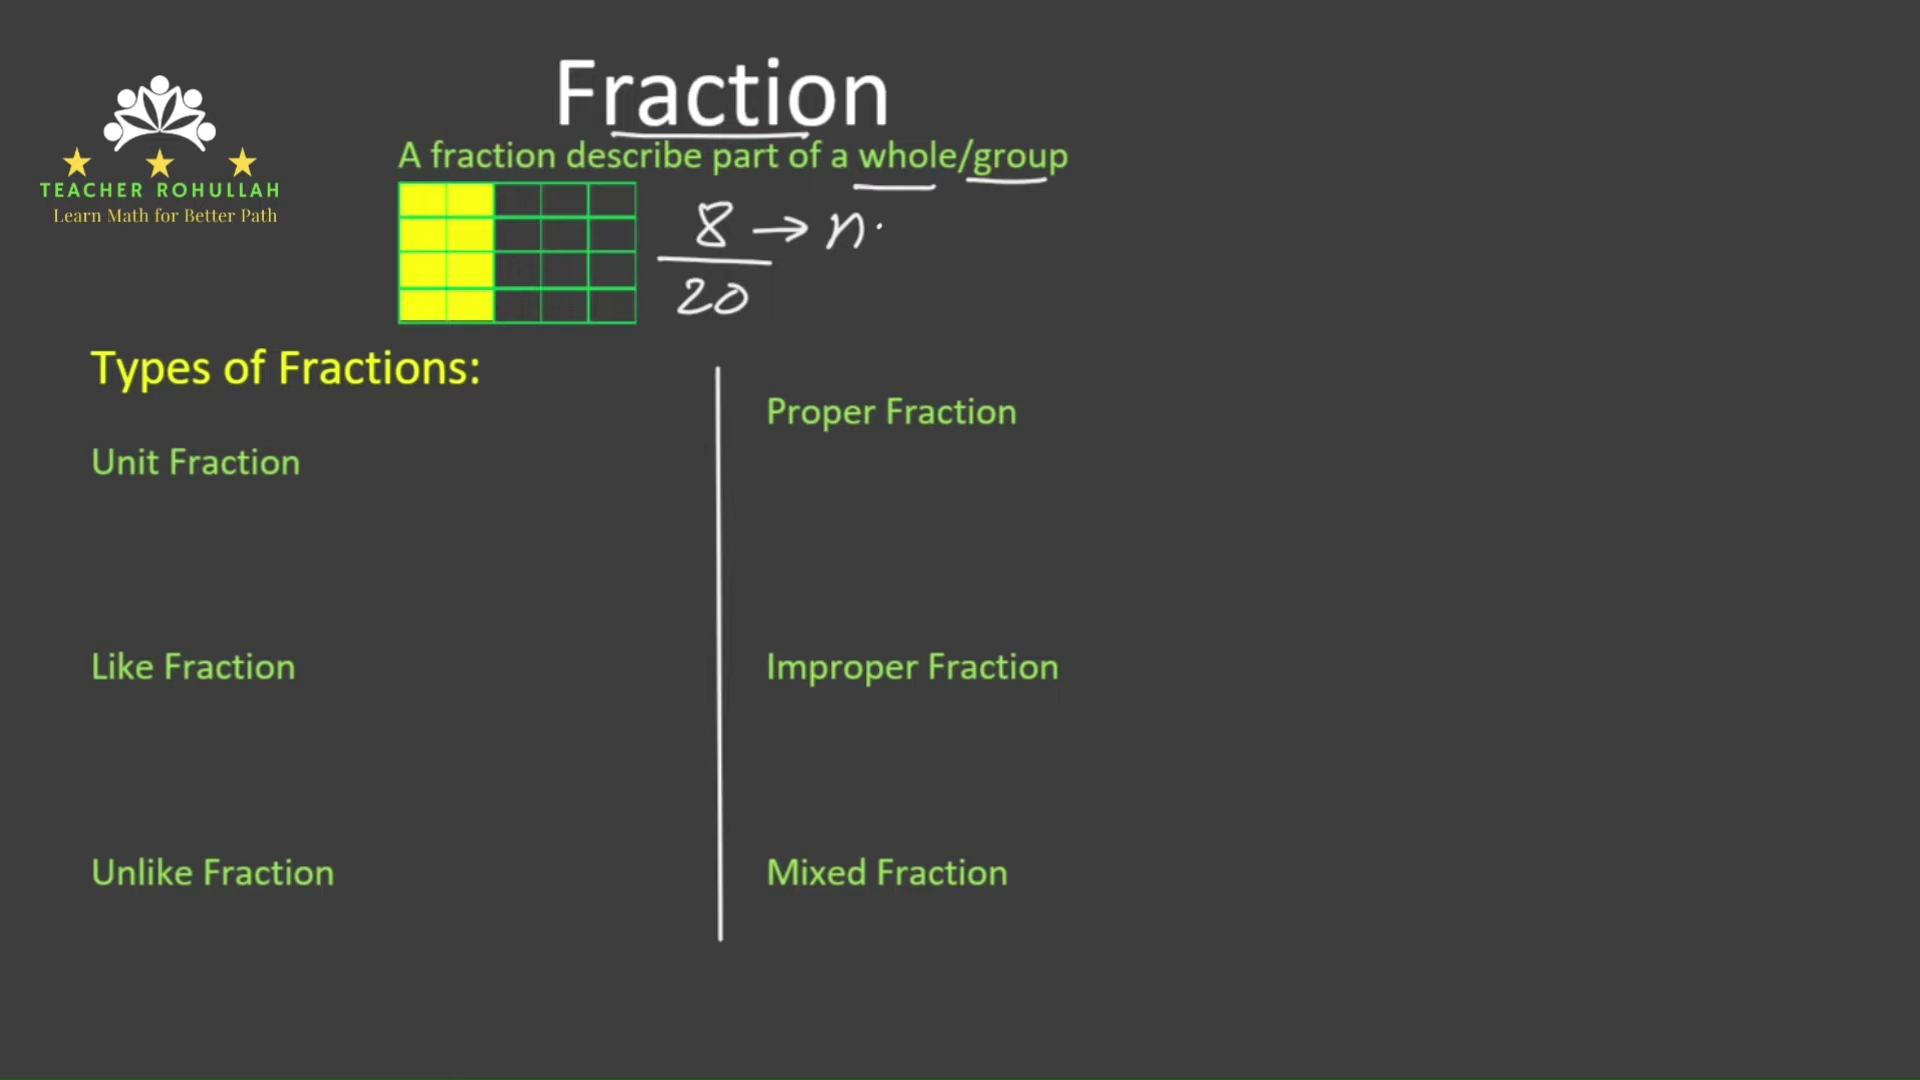 Fraction
TEACHER ROHULLAH
Learn Math for Better Path
A fraction describe part of a whole/group
8 → n.
20
Types of Fractions:
Unit Fraction
Like Fraction
Unlike Fraction
Proper Fraction
Improper Fraction
Mixed Fraction